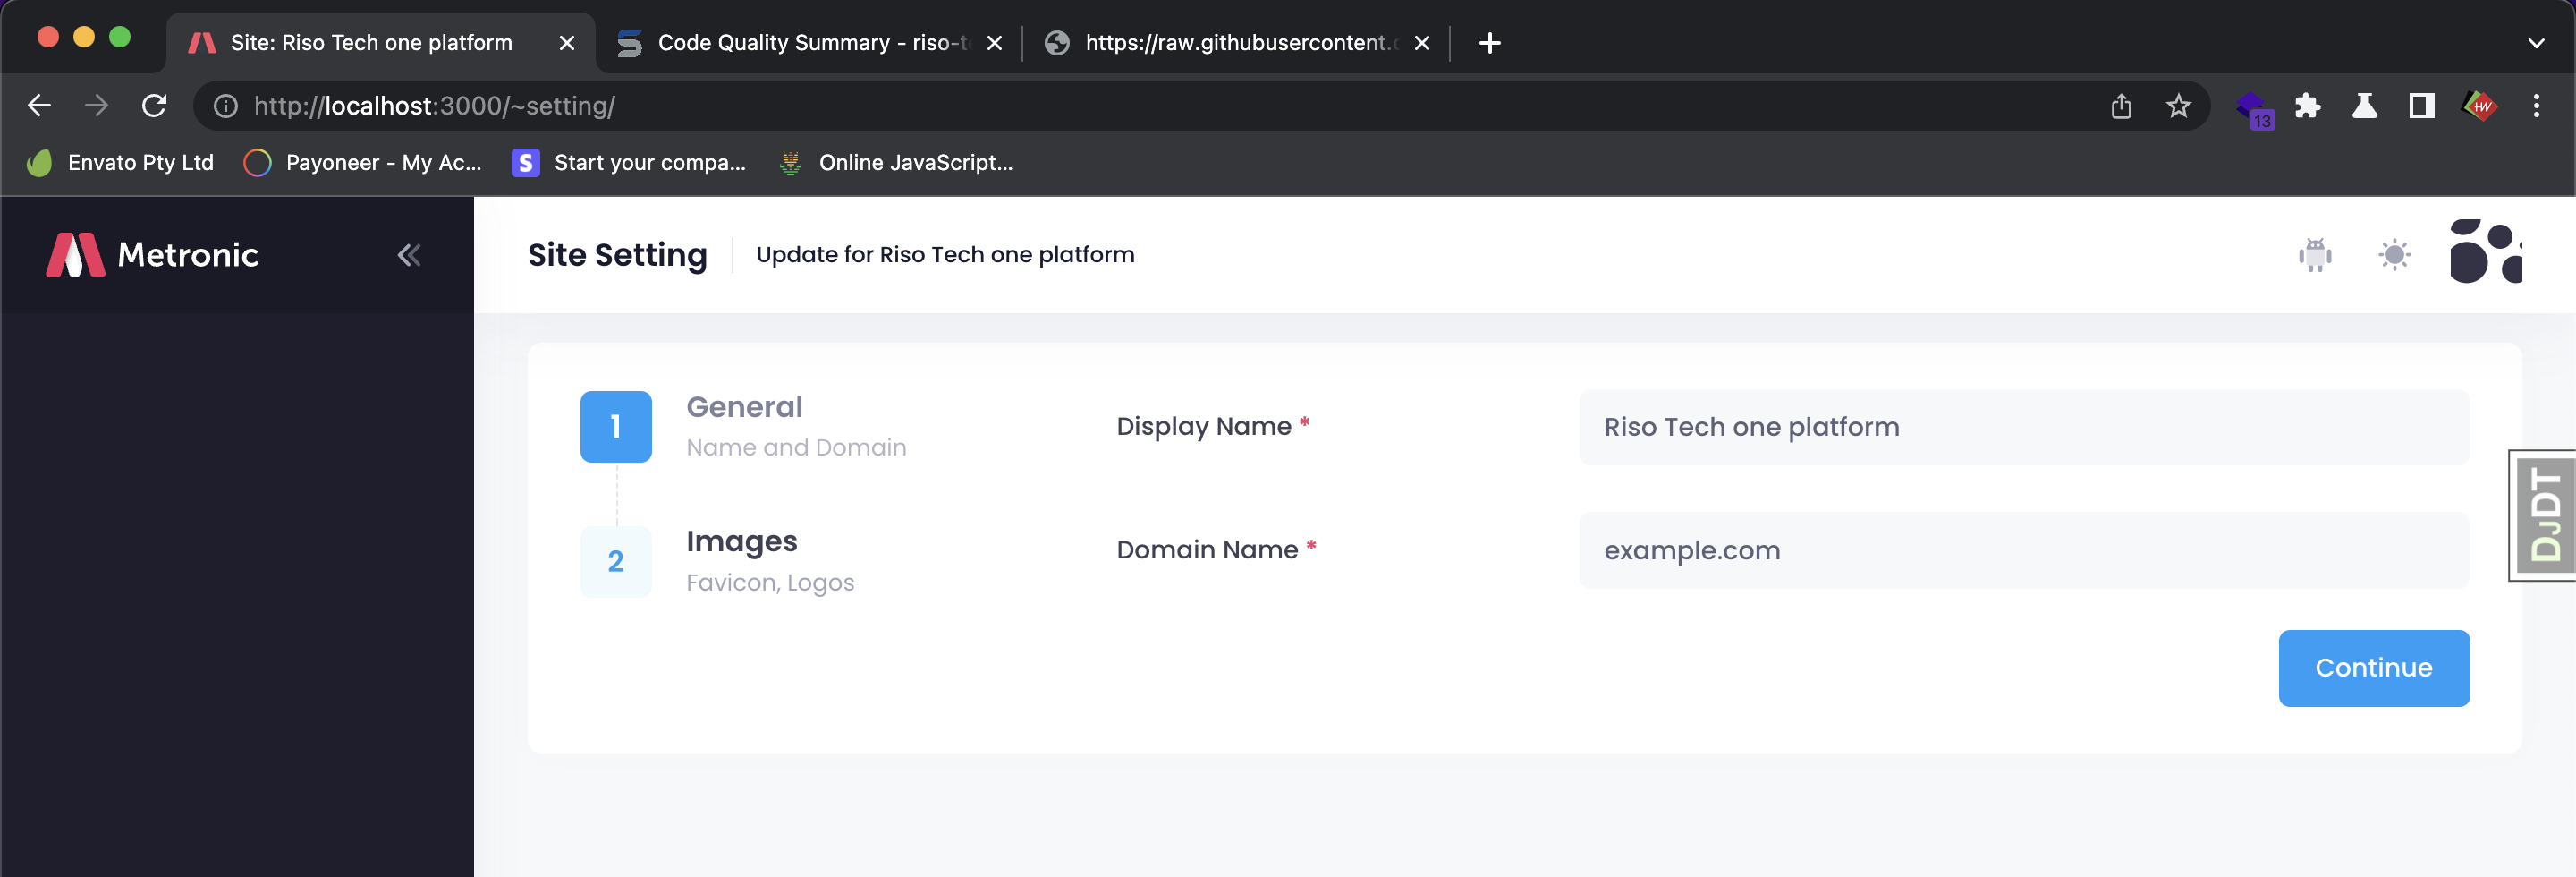 Site: Riso Tech one platform
Code Quality Summary - riso-t
https://raw.githubusercontent.
http://localhost:3000/~setting/
13
HW
Envato Pty Ltd
Payoneer - My Ac...
S Start your compa...
Online JavaScript...
Metronic
Site Setting
Update for Riso Tech one platform
1
General
Name and Domain
Display Name *
Riso Tech one platform
2
Images
Favicon, Logos
Domain Name *
example.com
DJDT
Continue